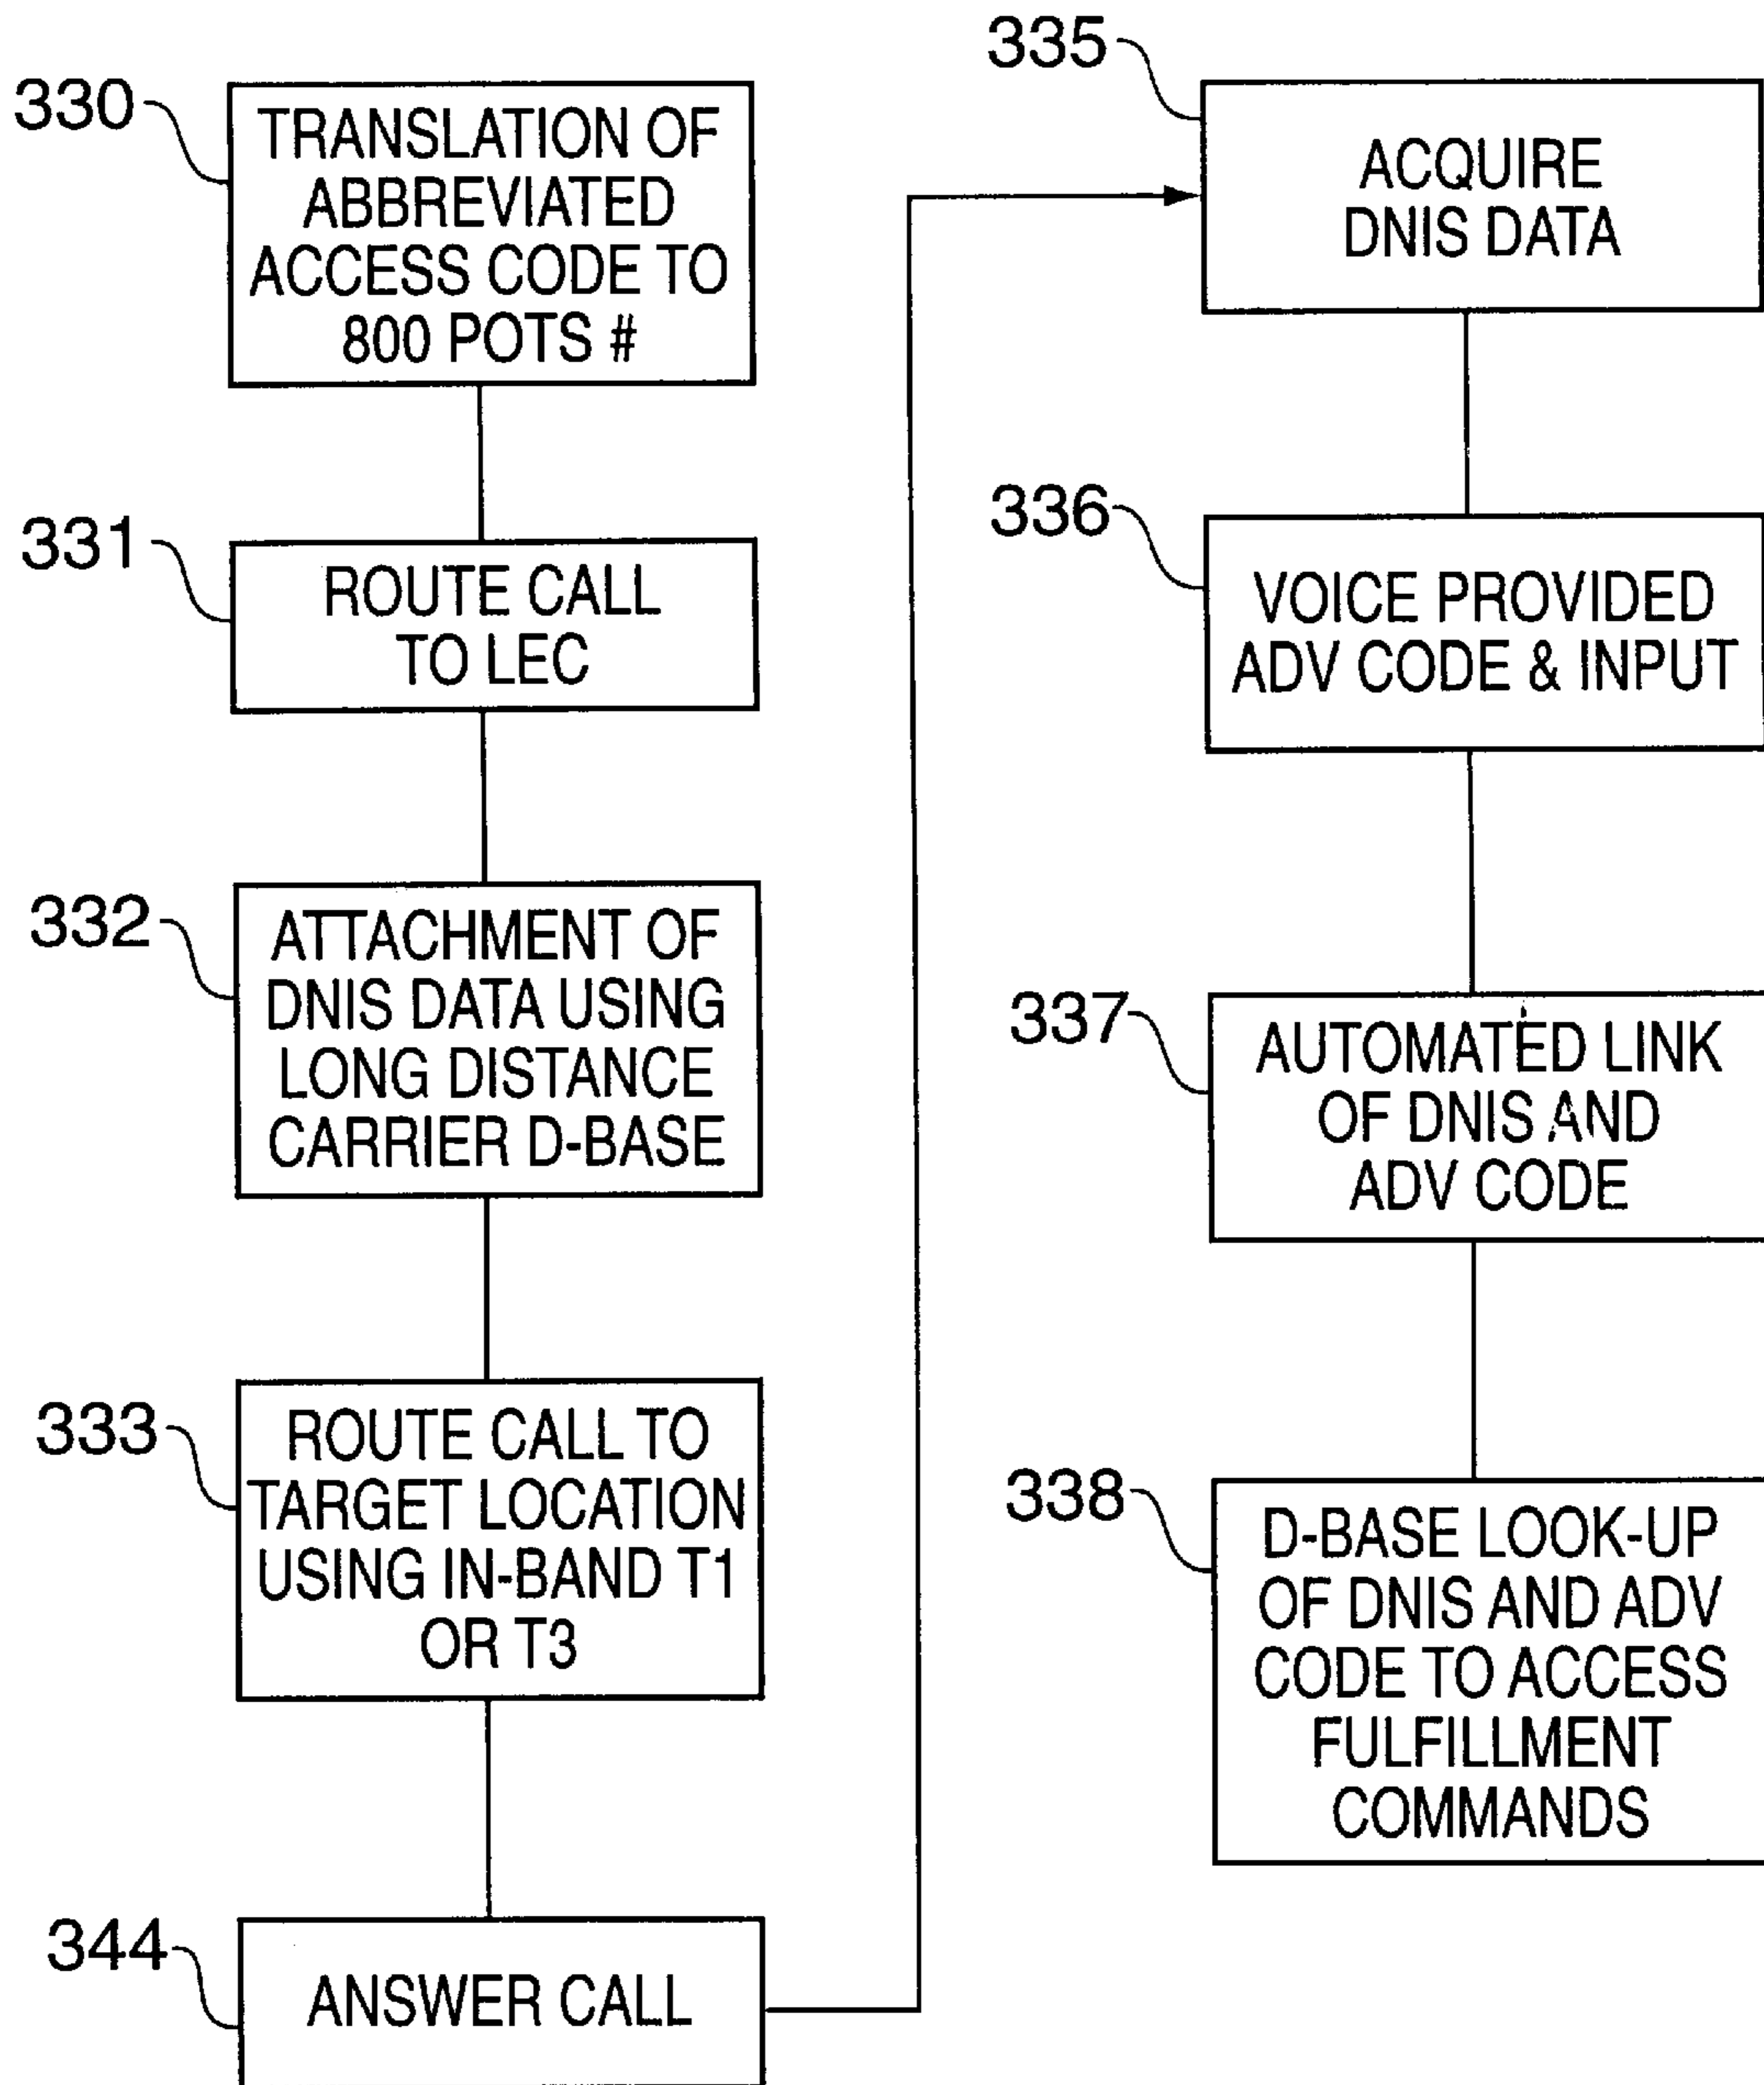 330
TRANSLATION OF
ABBREVIATED
ACCESS CODE TO
800 POTS #
331
ROUTE CALL
TO LEC
332
ATTACHMENT OF
DNIS DATA USING
LONG DISTANCE
CARRIER D-BASE
333
ROUTE CALL TO
TARGET LOCATION
USING IN-BAND T1
OR T3
344
ANSWER CALL
335
ACQUIRE
DNIS DATA
336
VOICE PROVIDED
ADV CODE & INPUT
337
AUTOMATED LINK
OF DNIS AND
ADV CODE
338
D-BASE LOOK-UP
OF DNIS AND ADV
CODE TO ACCESS
FULFILLMENT
COMMANDS